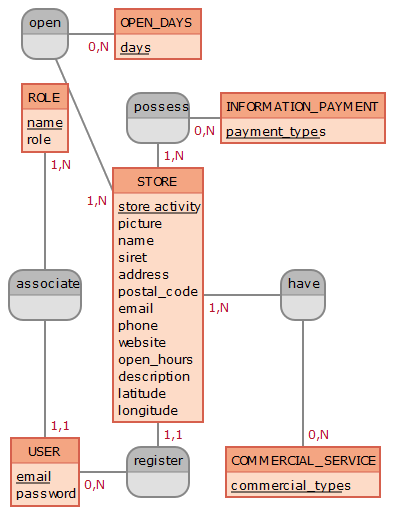 open
OPEN_DAYS
0,N
days
ROLE
name
role
possess
INFORMATION_PAYMENT
0,N
payment_types
1,N
1,N
STORE
1,N
store activity
picture
name
siret
address
postal_code
email
phone
website
open_hours
description
latitude
longitude
associate
have
1,N
1,1
1,1
0,N
USER
email
password
0,N
register
COMMERCIAL_SERVICE
commercial_types